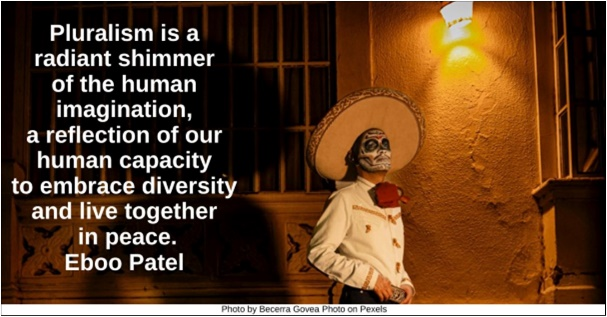 Pluralism is a
radiant shimmer
of the human
imagination,
a reflection of our
human capacity
to embrace diversity
and live together
in peace.
Eboo Patel
Photo by Becerra Govea Photo on Pexels